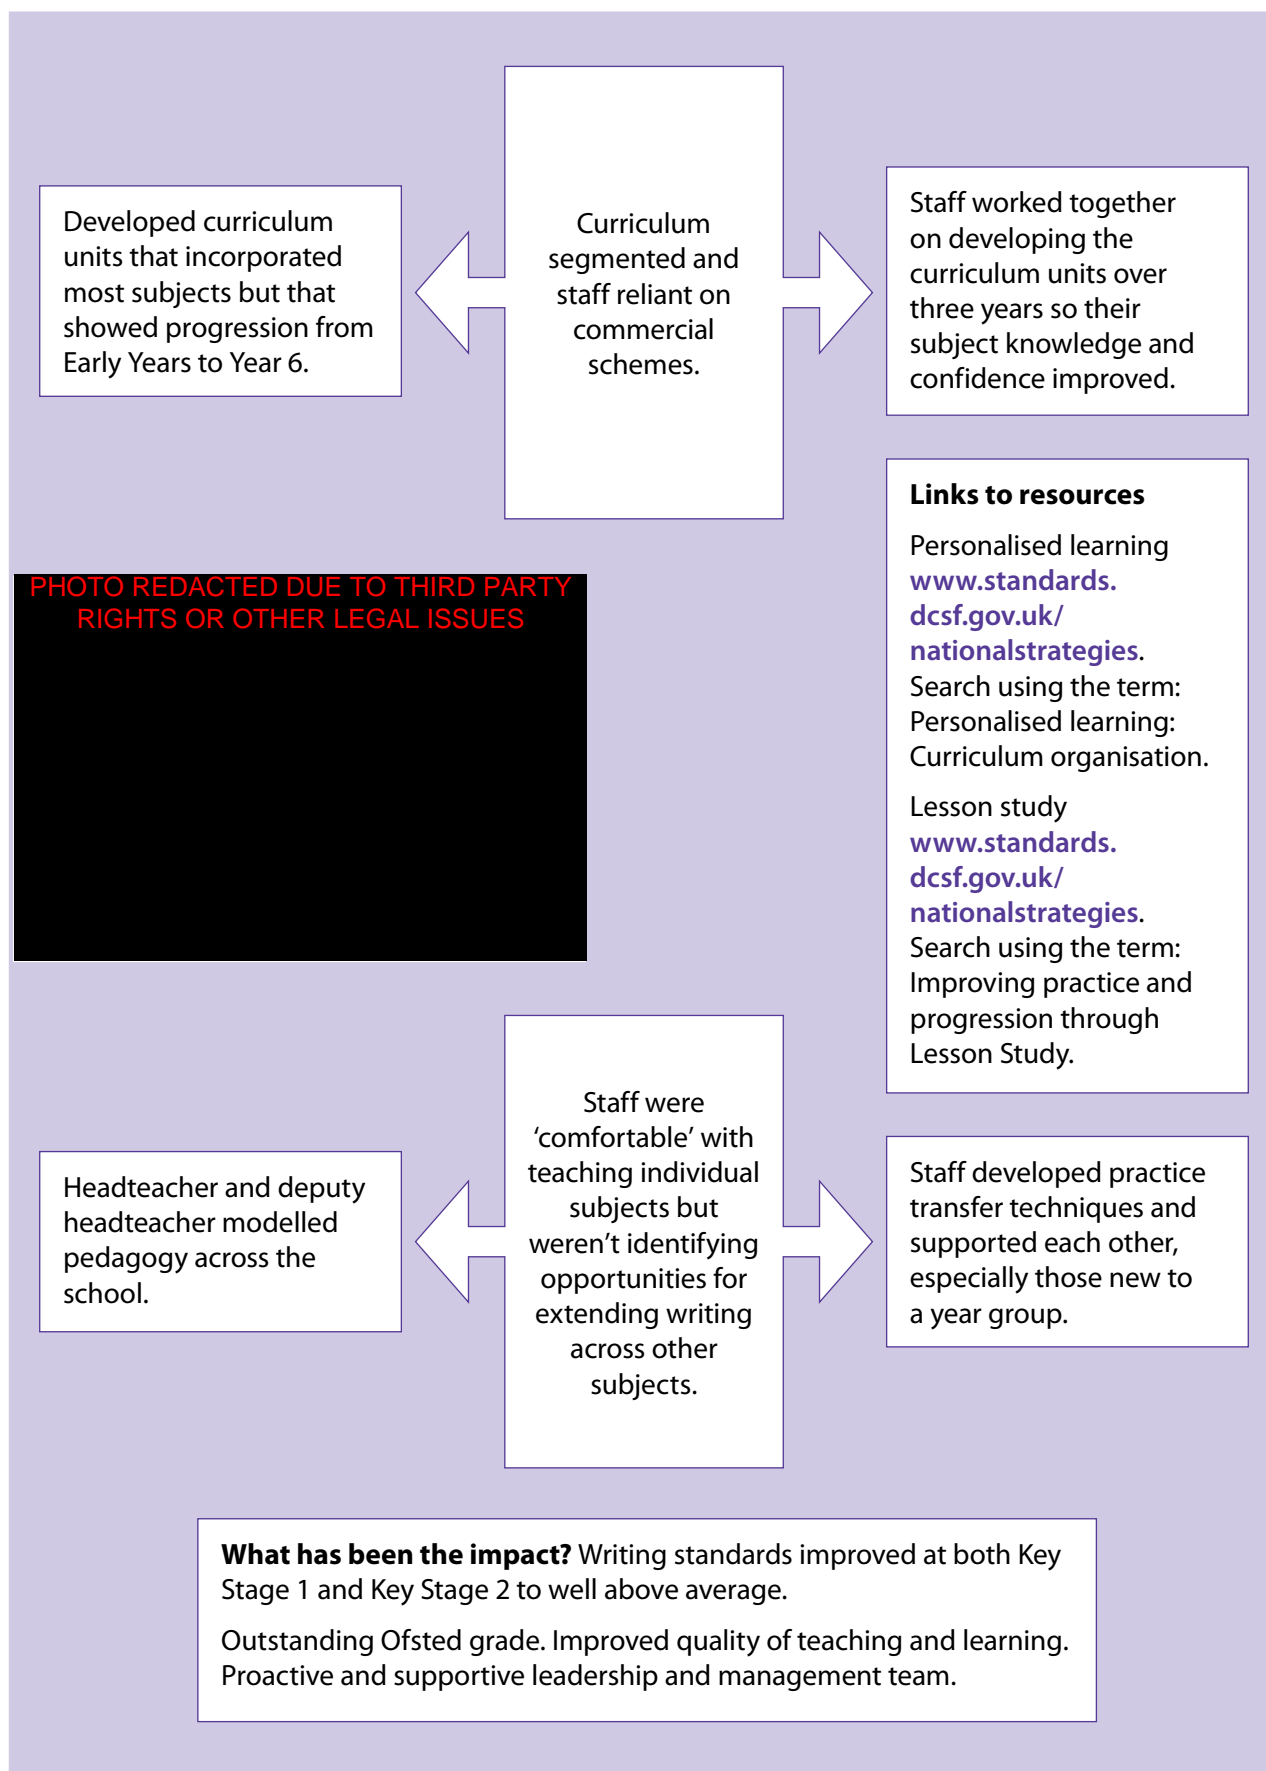 Developed curriculum
units that incorporated
most subjects but that
showed progression from
Early Years to Year 6.
Curriculum
segmented and
staff reliant on
commercial
schemes.
Staff worked together
on developing the
curriculum units over
three years so their
subject knowledge and
confidence improved.
Links to resources
Personalised learning
www.standards.
dcsf.gov.uk/
nationalstrategies.
Search using the term:
Personalised learning:
Curriculum organisation.
Lesson study
www.standards.
dcsf.gov.uk/
nationalstrategies.
Search using the term:
Improving practice and
progression through
Lesson Study.
PHOTO REDACTED DUE TO THIRD PARTY
RIGHTS OR OTHER LEGAL ISSUES
Headteacher and deputy
headteacher modelled
pedagogy across the
school.
Staff were
‘comfortable’ with
teaching individual
subjects but
weren’t identifying
opportunities for
extending writing
across other
subjects.
Staff developed practice
transfer techniques and
supported each other,
especially those new to
a year group.
What has been the impact? Writing standards improved at both Key
Stage 1 and Key Stage 2 to well above average.
Outstanding Ofsted grade. Improved quality of teaching and learning.
Proactive and supportive leadership and management team.